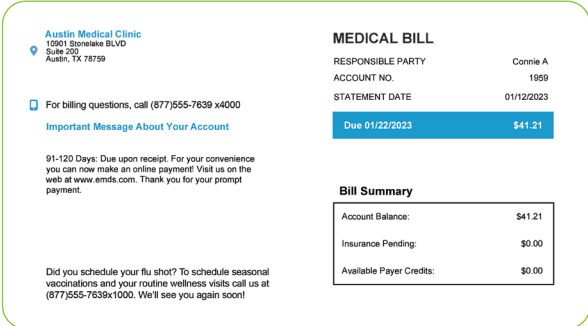 Austin Medical Clinic
10901 Stonelake BLVD
Suite 200
Austin, TX 78759
For billing questions, call (877)555-7639 x4000
Important Message About Your Account
91-120 Days: Due upon receipt. For your convenience
you can now make an online payment! Visit us on the
web at www.emds.com. Thank you for your prompt
payment.
Did you schedule your flu shot? To schedule seasonal
vaccinations and your routine wellness visits call us at
(877)555-7639x1000. We'll see you again soon!
MEDICAL BILL
RESPONSIBLE PARTY Connie A
ACCOUNT NO. 1959
STATEMENT DATE 01/12/2023
Due 01/22/2023 $41.21
Bill Summary
Account Balance: $41.21
Insurance Pending: $0.00
Available Payer Credits: $0.00